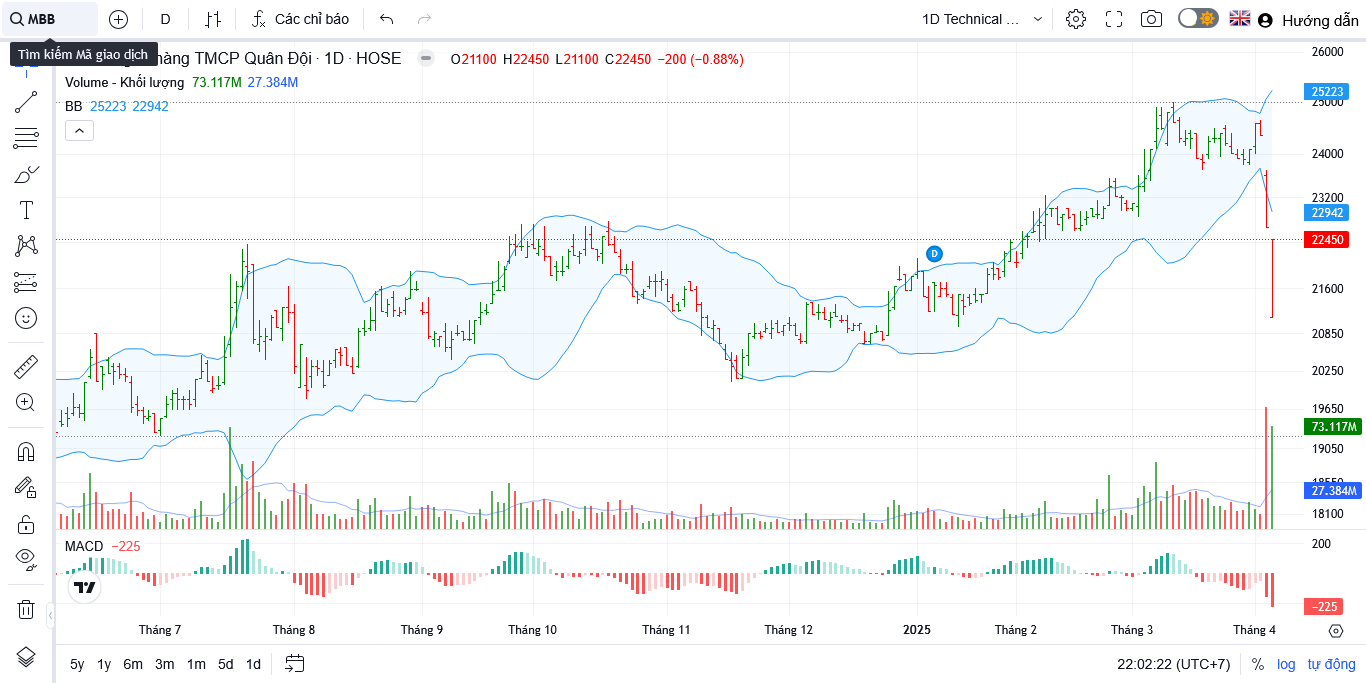 MBB
D
Các chỉ báo
1D Technical ...
Hướng dẫn
Tìm kiếm Mã giao dịch
hàng TMCP Quân Đội · 1D · HOSE
O21100 H22450 L21100 C22450 −200 (−0.88%)
Volume - Khối lượng 73.117M 27.384M
BB 25223 22942
D
26000
25223
25000
24000
23200
22942
22450
21600
20850
20250
19650
73.117M
19050
18550
27.384M
18100
MACD −225
200
−225
Tháng 7
Tháng 8
Tháng 9
Tháng 10
Tháng 11
Tháng 12
2025
Tháng 2
Tháng 3
Tháng 4
5y 1y 6m 3m 1m 5d 1d
22:02:22 (UTC+7)
% log tự động